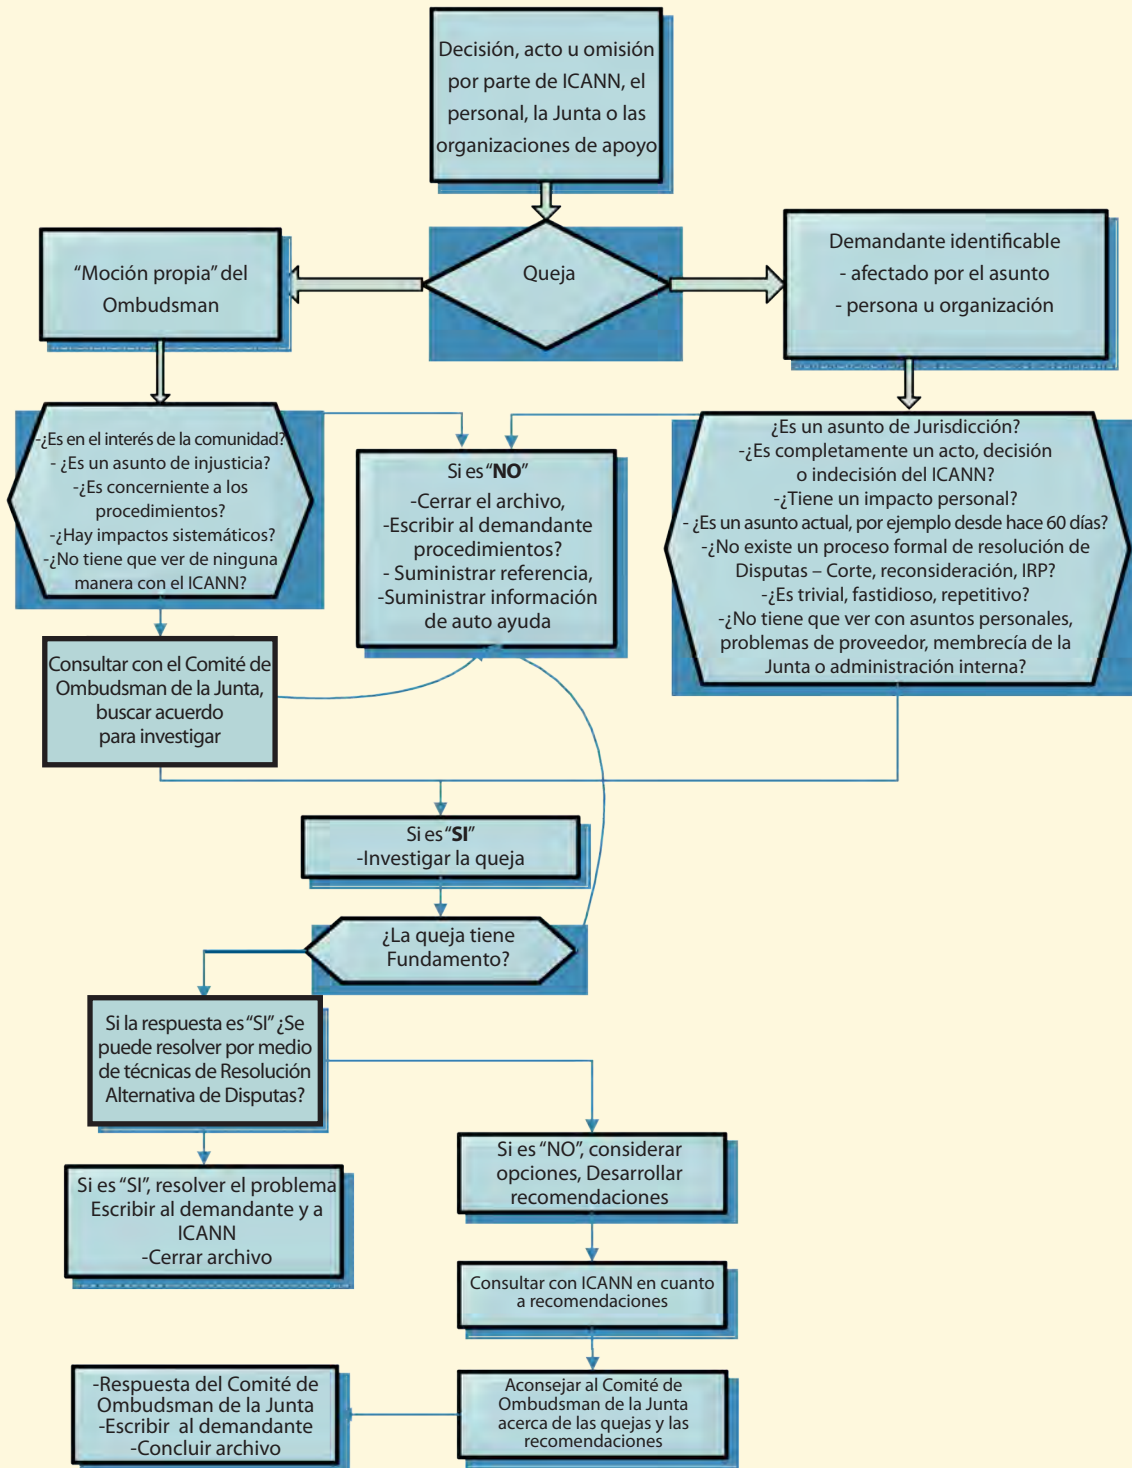 Decisión, acto u omisión
por parte de ICANN, el
personal, la Junta o las
organizaciones de apoyo
Queja
“Moción propia” del
Ombudsman
Demandante identificable
- afectado por el asunto
- persona u organización
-¿Es en el interés de la comunidad?
- ¿Es un asunto de injusticia?
-¿Es concerniente a los
procedimientos?
-¿Hay impactos sistemáticos?
-¿No tiene que ver de ninguna
manera con el ICANN?
Si es “NO”
-Cerrar el archivo,
-Escribir al demandante
procedimientos?
- Suministrar referencia,
-Suministrar información
de auto ayuda
¿Es un asunto de Jurisdicción?
-¿Es completamente un acto, decisión
o indecisión del ICANN?
-¿Tiene un impacto personal?
- ¿Es un asunto actual, por ejemplo desde hace 60 días?
-¿No existe un proceso formal de resolución de
Disputas – Corte, reconsideración, IRP?
-¿Es trivial, fastidioso, repetitivo?
-¿No tiene que ver con asuntos personales,
problemas de proveedor, membrecía de la
Junta o administración interna?
Consultar con el Comité de
Ombudsman de la Junta,
buscar acuerdo
para investigar
Si es “SI”
-Investigar la queja
¿La queja tiene
Fundamento?
Si la respuesta es “SI” ¿Se
puede resolver por medio
de técnicas de Resolución
Alternativa de Disputas?
Si es “SI”, resolver el problema
Escribir al demandante y a
ICANN
-Cerrar archivo
Si es “NO”, considerar
opciones, Desarrollar
recomendaciones
Consultar con ICANN en cuanto
a recomendaciones
Aconsejar al Comité de
Ombudsman de la Junta
acerca de las quejas y las
recomendaciones
-Respuesta del Comité de
Ombudsman de la Junta
-Escribir al demandante
-Concluir archivo